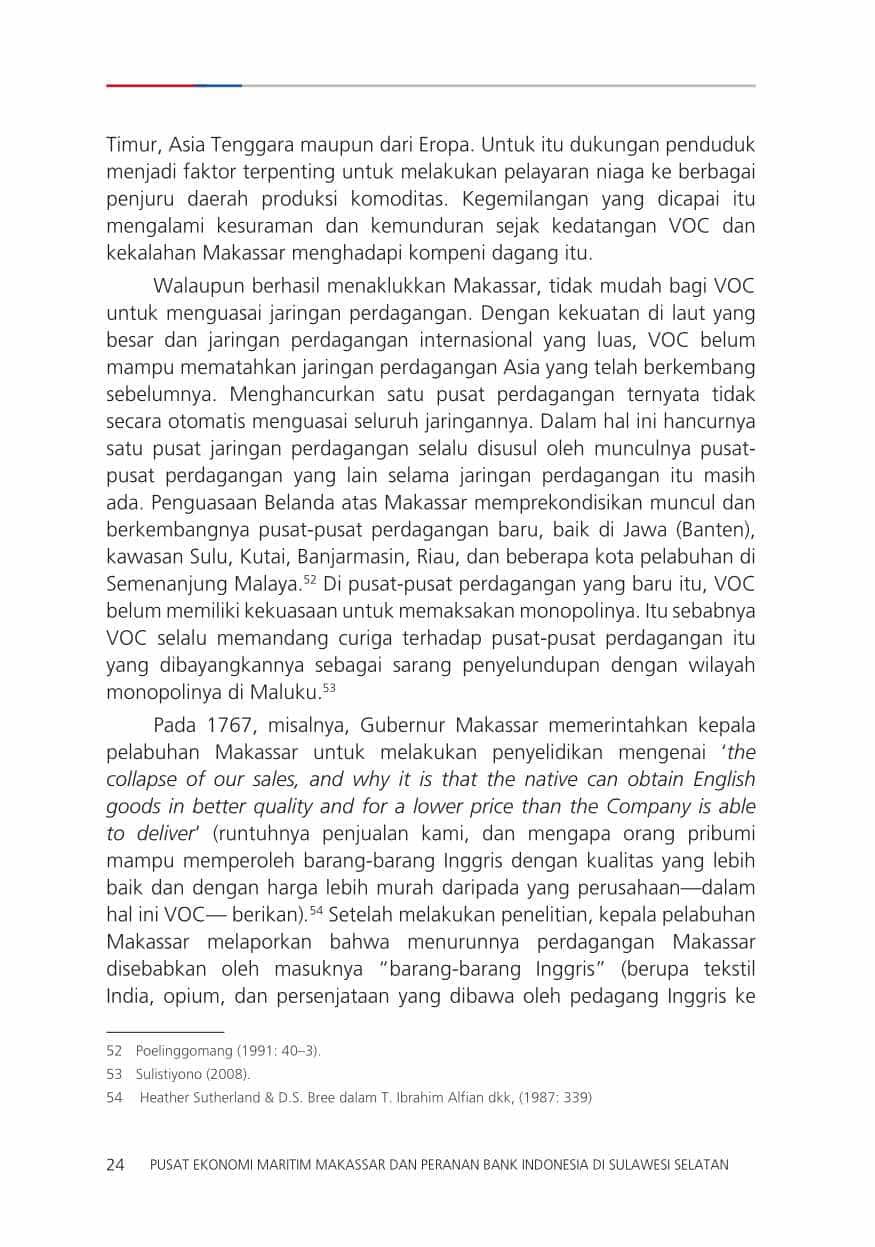 Timur, Asia Tenggara maupun dari Eropa. Untuk itu dukungan penduduk
menjadi faktor terpenting untuk melakukan pelayaran niaga ke berbagai
penjuru daerah produksi komoditas. Kegemilangan yang dicapai itu
mengalami kesuraman dan kemunduran sejak kedatangan VOC dan
kekalahan Makassar menghadapi kompeni dagang itu.
Walaupun berhasil menaklukkan Makassar, tidak mudah bagi VOC
untuk menguasai jaringan perdagangan. Dengan kekuatan di laut yang
besar dan jaringan perdagangan internasional yang luas, VOC belum
mampu mematahkan jaringan perdagangan Asia yang telah berkembang
sebelumnya. Menghancurkan satu pusat perdagangan ternyata tidak
secara otomatis menguasai seluruh jaringannya. Dalam hal ini hancurnya
satu pusat jaringan perdagangan selalu disusul oleh munculnya pusat-
pusat perdagangan yang lain selama jaringan perdagangan itu masih
ada. Penguasaan Belanda atas Makassar memprekondisikan muncul dan
berkembangnya pusat-pusat perdagangan baru, baik di Jawa (Banten),
kawasan Sulu, Kutai, Banjarmasin, Riau, dan beberapa kota pelabuhan di
Semenanjung Malaya.52 Di pusat-pusat perdagangan yang baru itu, VOC
belum memiliki kekuasaan untuk memaksakan monopolinya. Itu sebabnya
VOC selalu memandang curiga terhadap pusat-pusat perdagangan itu
yang dibayangkannya sebagai sarang penyelundupan dengan wilayah
monopolinya di Maluku.53
Pada 1767, misalnya, Gubernur Makassar memerintahkan kepala
pelabuhan Makassar untuk melakukan penyelidikan mengenai ‘the
collapse of our sales, and why it is that the native can obtain English
goods in better quality and for a lower price than the Company is able
to deliver’ (runtuhnya penjualan kami, dan mengapa orang pribumi
mampu memperoleh barang-barang Inggris dengan kualitas yang lebih
baik dan dengan harga lebih murah daripada yang perusahaan—dalam
hal ini VOC— berikan).54 Setelah melakukan penelitian, kepala pelabuhan
Makassar melaporkan bahwa menurunnya perdagangan Makassar
disebabkan oleh masuknya “barang-barang Inggris” (berupa tekstil
India, opium, dan persenjataan yang dibawa oleh pedagang Inggris ke
52 Poelinggomang (1991: 40–3).
53 Sulistiyono (2008).
54 Heather Sutherland & D.S. Bree dalam T. Ibrahim Alfian dkk, (1987: 339)
24 PUSAT EKONOMI MARITIM MAKASSAR DAN PERANAN BANK INDONESIA DI SULAWESI SELATAN